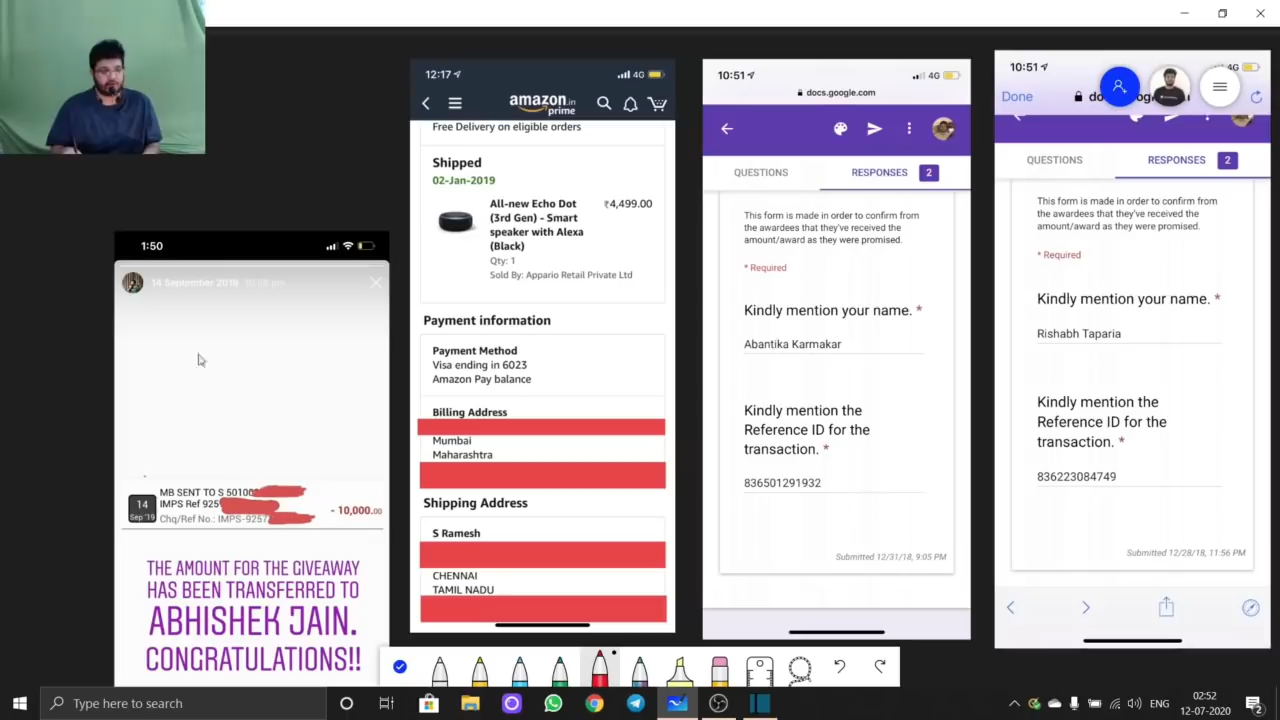 1:50
14 September 2019 10:58 pm
MB SENT TO S 50100
IMPS Ref 925
Chq/Ref No.: IMPS-9257
14
Sep '19
- 10,000.00
THE AMOUNT FOR THE GIVEAWAY
HAS BEEN TRANSFERRED TO
ABHISHEK JAIN.
CONGRATULATIONS!!
12:17
4G
amazon.in
prime
Free Delivery on eligible orders
Shipped
02-Jan-2019
All-new Echo Dot
(3rd Gen) - Smart
speaker with Alexa
(Black)
₹4,499.00
Qty: 1
Sold By: Appario Retail Private Ltd
Payment information
Payment Method
Visa ending in 6023
Amazon Pay balance
Billing Address
Mumbai
Maharashtra
Shipping Address
S Ramesh
CHENNAI
TAMIL NADU
10:51
4G
docs.google.com
QUESTIONS
RESPONSES 2
This form is made in order to confirm from
the awardees that they've received the
amount/award as they were promised.
* Required
Kindly mention your name. *
Abantika Karmakar
Kindly mention the
Reference ID for the
transaction. *
836501291932
Submitted 12/31/18, 9:05 PM
10:51
4G
Done
QUESTIONS
RESPONSES 2
This form is made in order to confirm from
the awardees that they've received the
amount/award as they were promised.
* Required
Kindly mention your name. *
Rishabh Taparia
Kindly mention the
Reference ID for the
transaction. *
836223084749
Submitted 12/28/18, 11:56 PM
Type here to search
ENG
02:52
12-07-2020
2